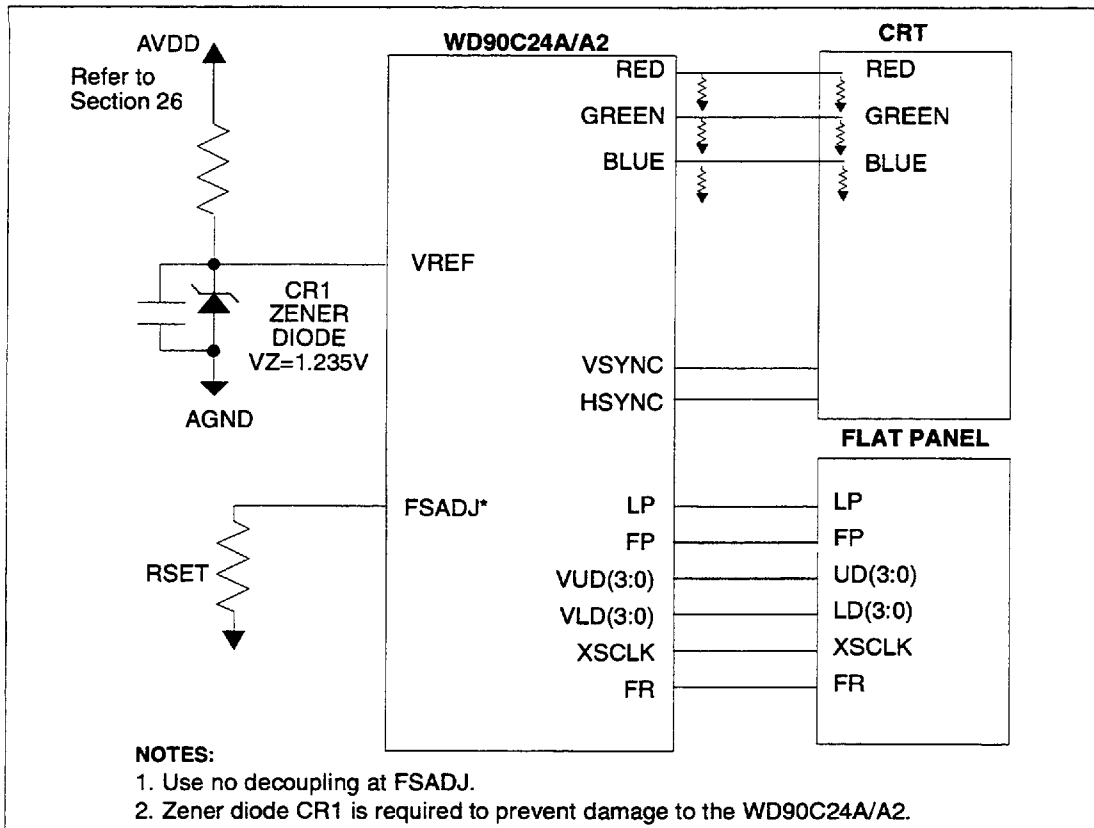 AVDD
Refer to
Section 26
CR1
ZENER
DIODE
VZ=1.235V
AGND
RSET
WD90C24A/A2
RED
GREEN
BLUE
VREF
VSYNC
HSYNC
FSADJ*
LP
FP
VUD(3:0)
VLD(3:0)
XSCLK
FR
CRT
RED
GREEN
BLUE
FLAT PANEL
LP
FP
UD(3:0)
LD(3:0)
XSCLK
FR
NOTES:
1. Use no decoupling at FSADJ.
2. Zener diode CR1 is required to prevent damage to the WD90C24A/A2.